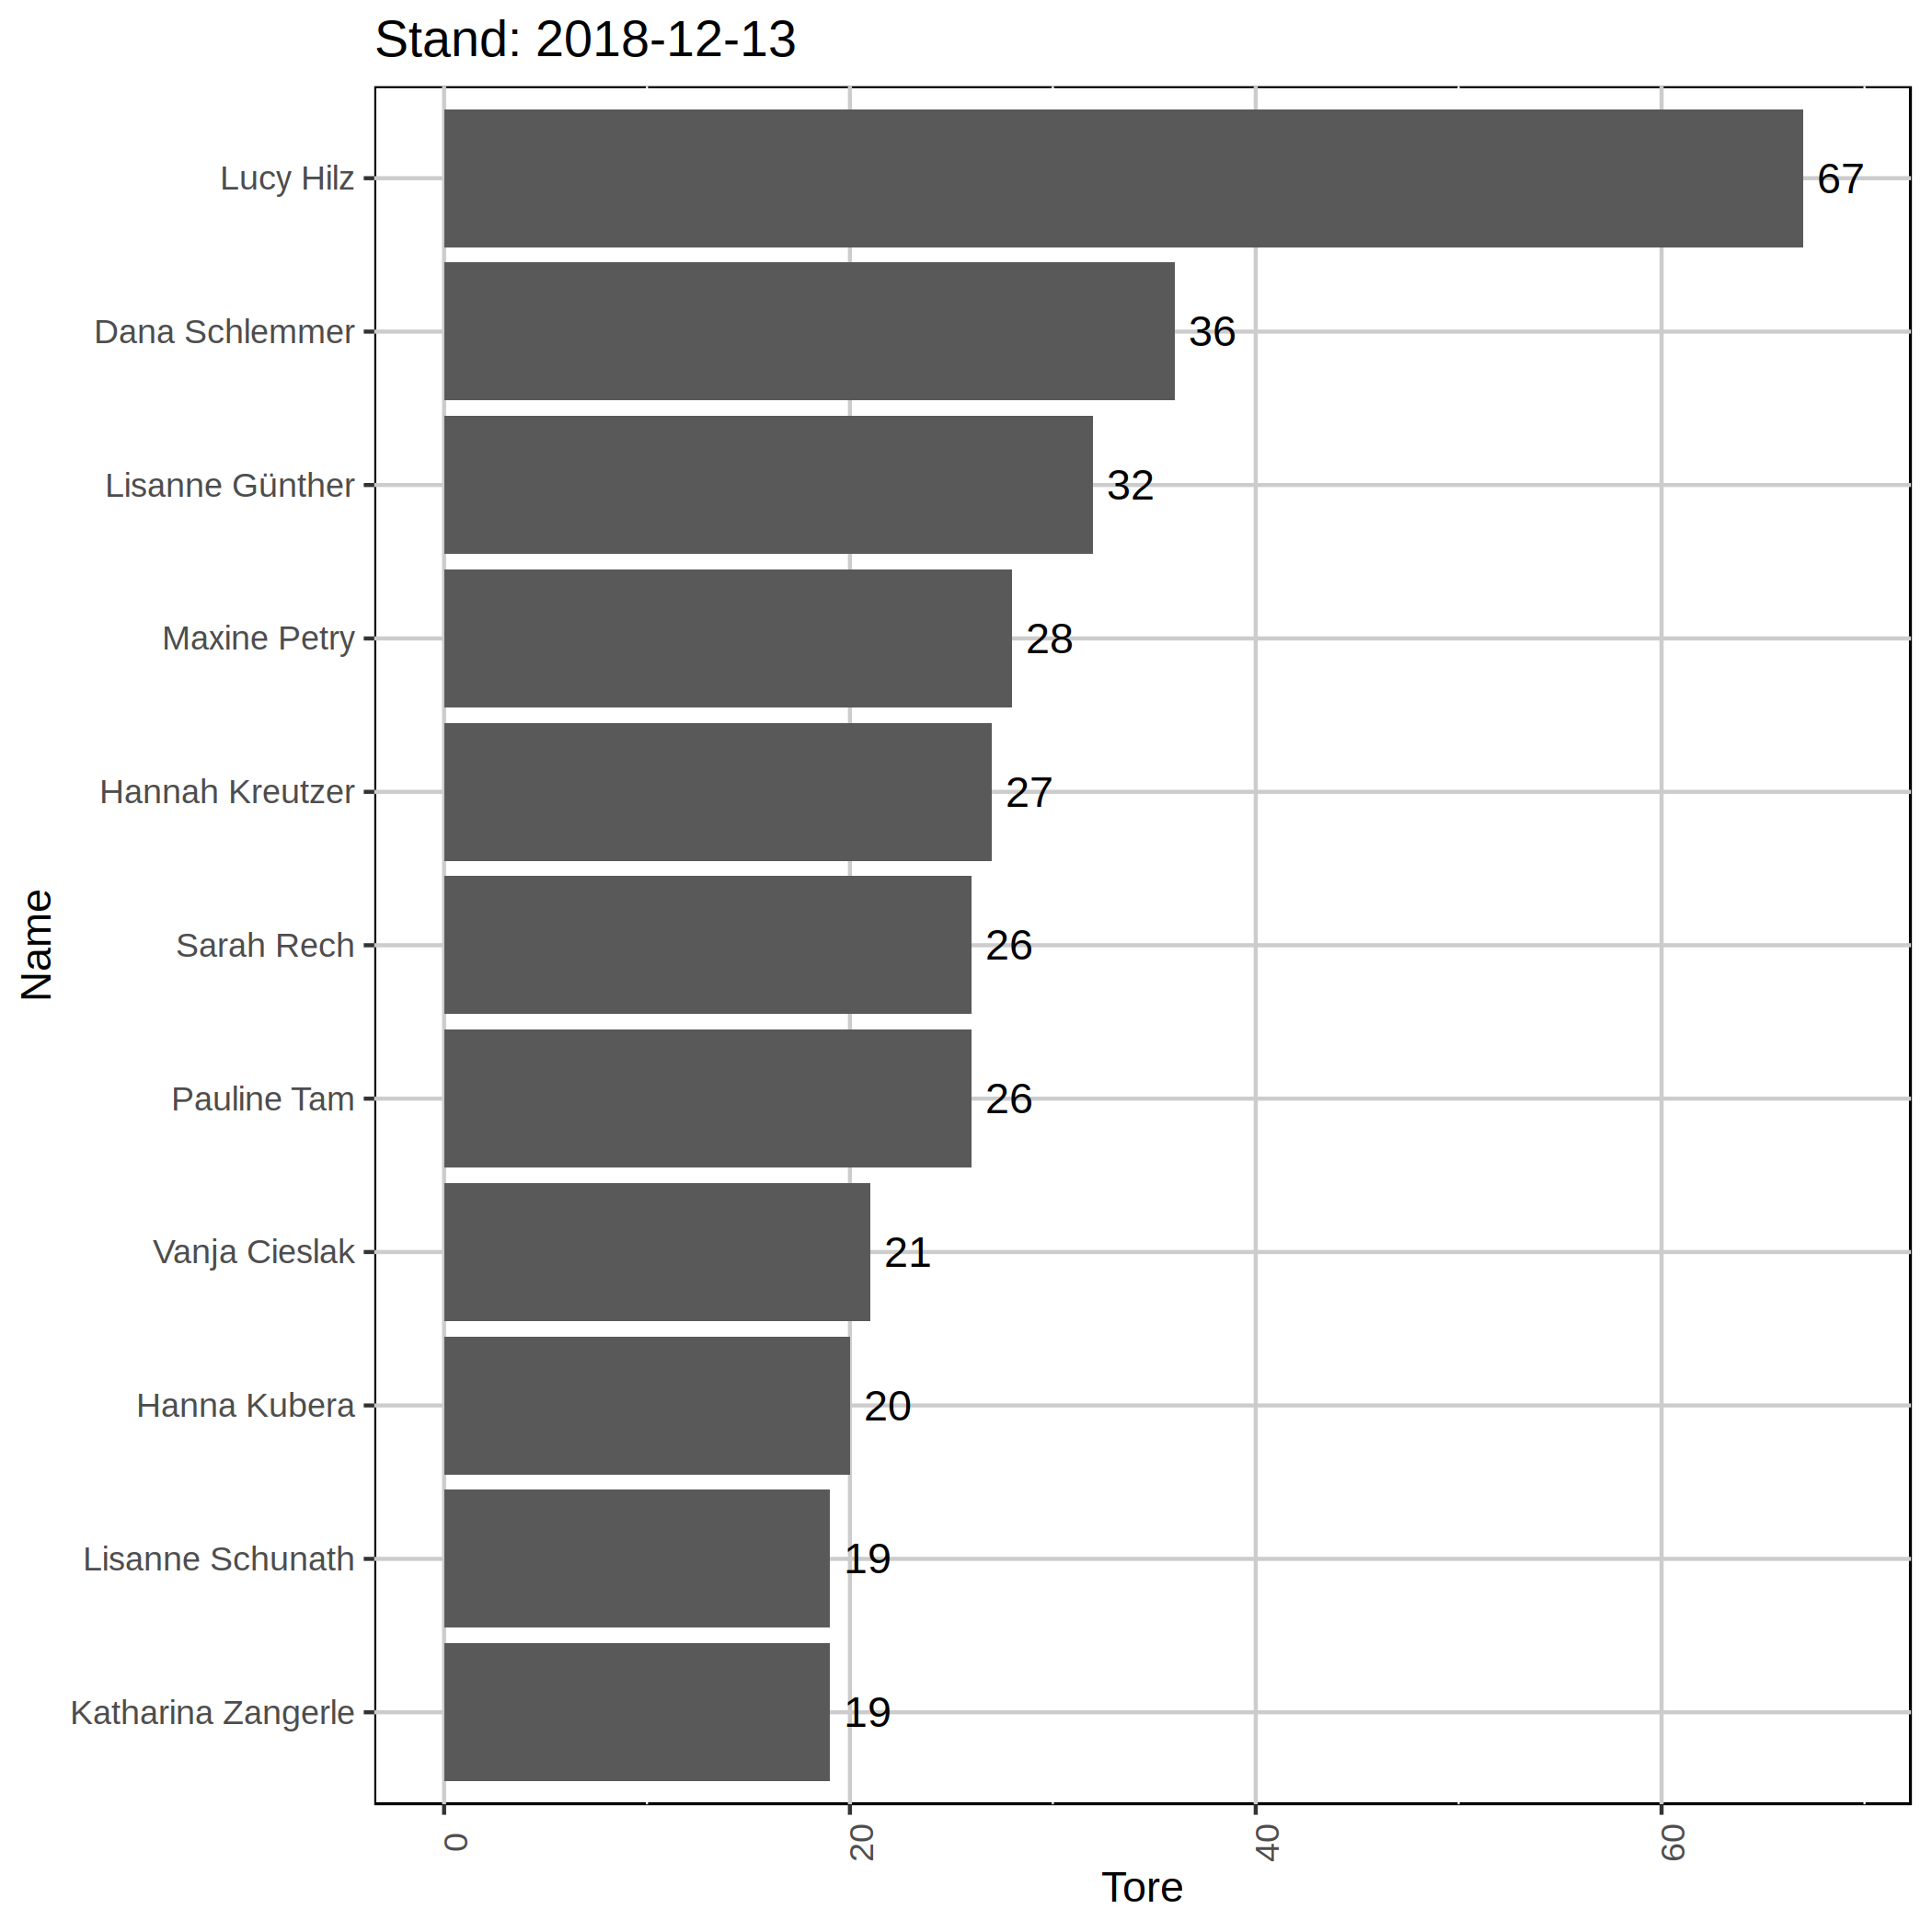 Stand: 2018-12-13
Lucy Hilz 67
Dana Schlemmer 36
Lisanne Günther 32
Maxine Petry 28
Hannah Kreutzer 27
Sarah Rech 26
Pauline Tam 26
Vanja Cieslak 21
Hanna Kubera 20
Lisanne Schunath 19
Katharina Zangerle 19
Name
0 20 40 60
Tore